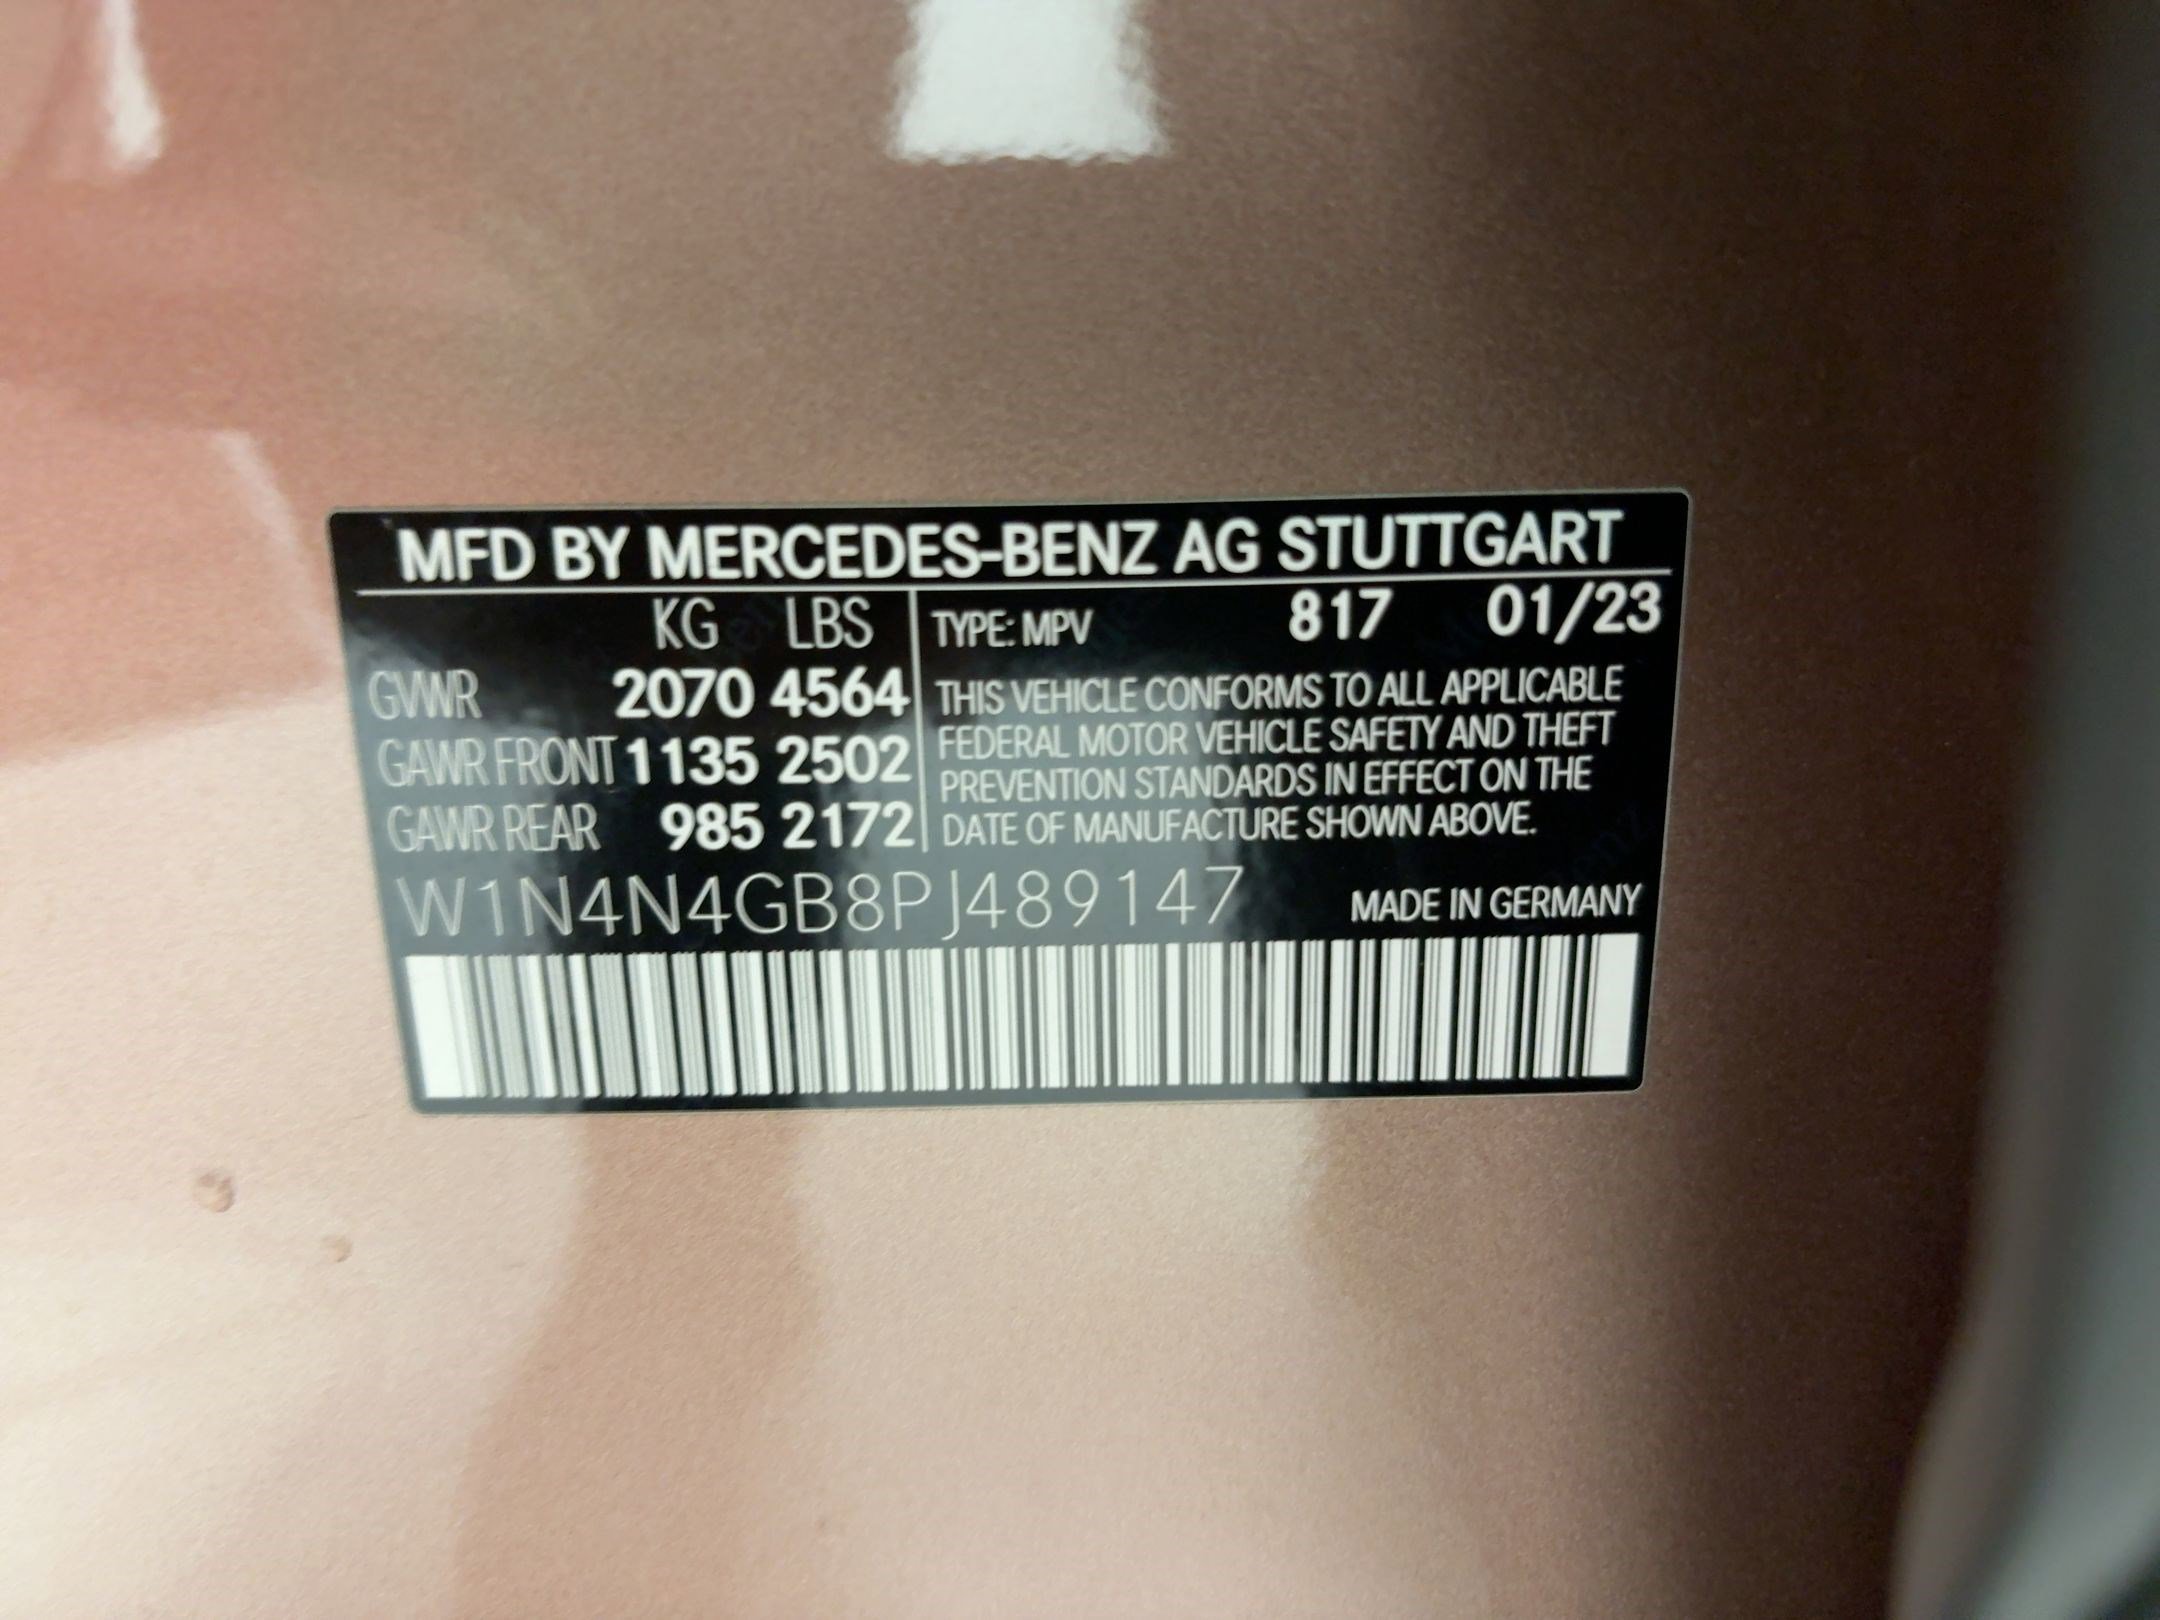 MFD BY MERCEDES-BENZ AG STUTTGART
KG LBS
GVWR 2070 4564
GAWR FRONT 1135 2502
GAWR REAR 985 2172
TYPE: MPV 817 01/23
THIS VEHICLE CONFORMS TO ALL APPLICABLE
FEDERAL MOTOR VEHICLE SAFETY AND THEFT
PREVENTION STANDARDS IN EFFECT ON THE
DATE OF MANUFACTURE SHOWN ABOVE.
W1N4N4GB8PJ489147 MADE IN GERMANY